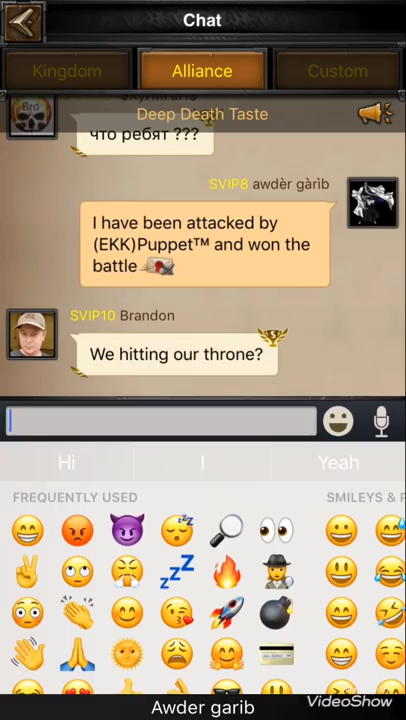 Chat
Kingdom
Alliance
Custom
Deep Death Taste
Bro
что ребят ???
SVIP8 awdèr gàrìb
I have been attacked by
(EKK)Puppet™ and won the
battle
SVIP10 Brandon
We hitting our throne?
Hi
I
Yeah
FREQUENTLY USED
SMILEYS & P
Awder garib
VideoShow